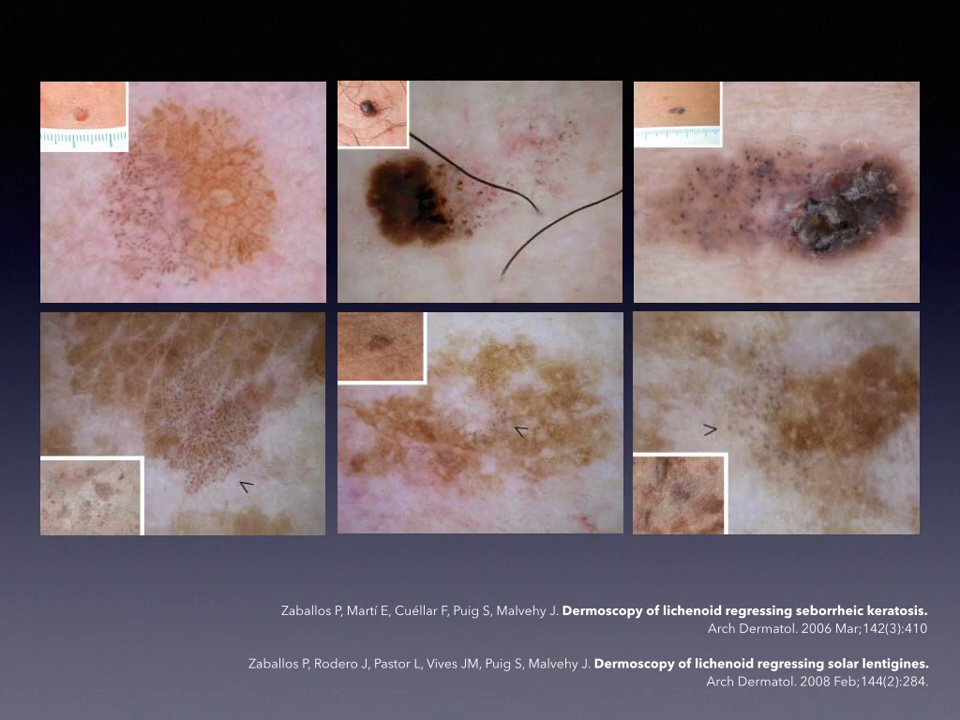 Zaballos P, Martí E, Cuéllar F, Puig S, Malvehy J. Dermoscopy of lichenoid regressing seborrheic keratosis.
Arch Dermatol. 2006 Mar;142(3):410
Zaballos P, Rodero J, Pastor L, Vives JM, Puig S, Malvehy J. Dermoscopy of lichenoid regressing solar lentigines.
Arch Dermatol. 2008 Feb;144(2):284.